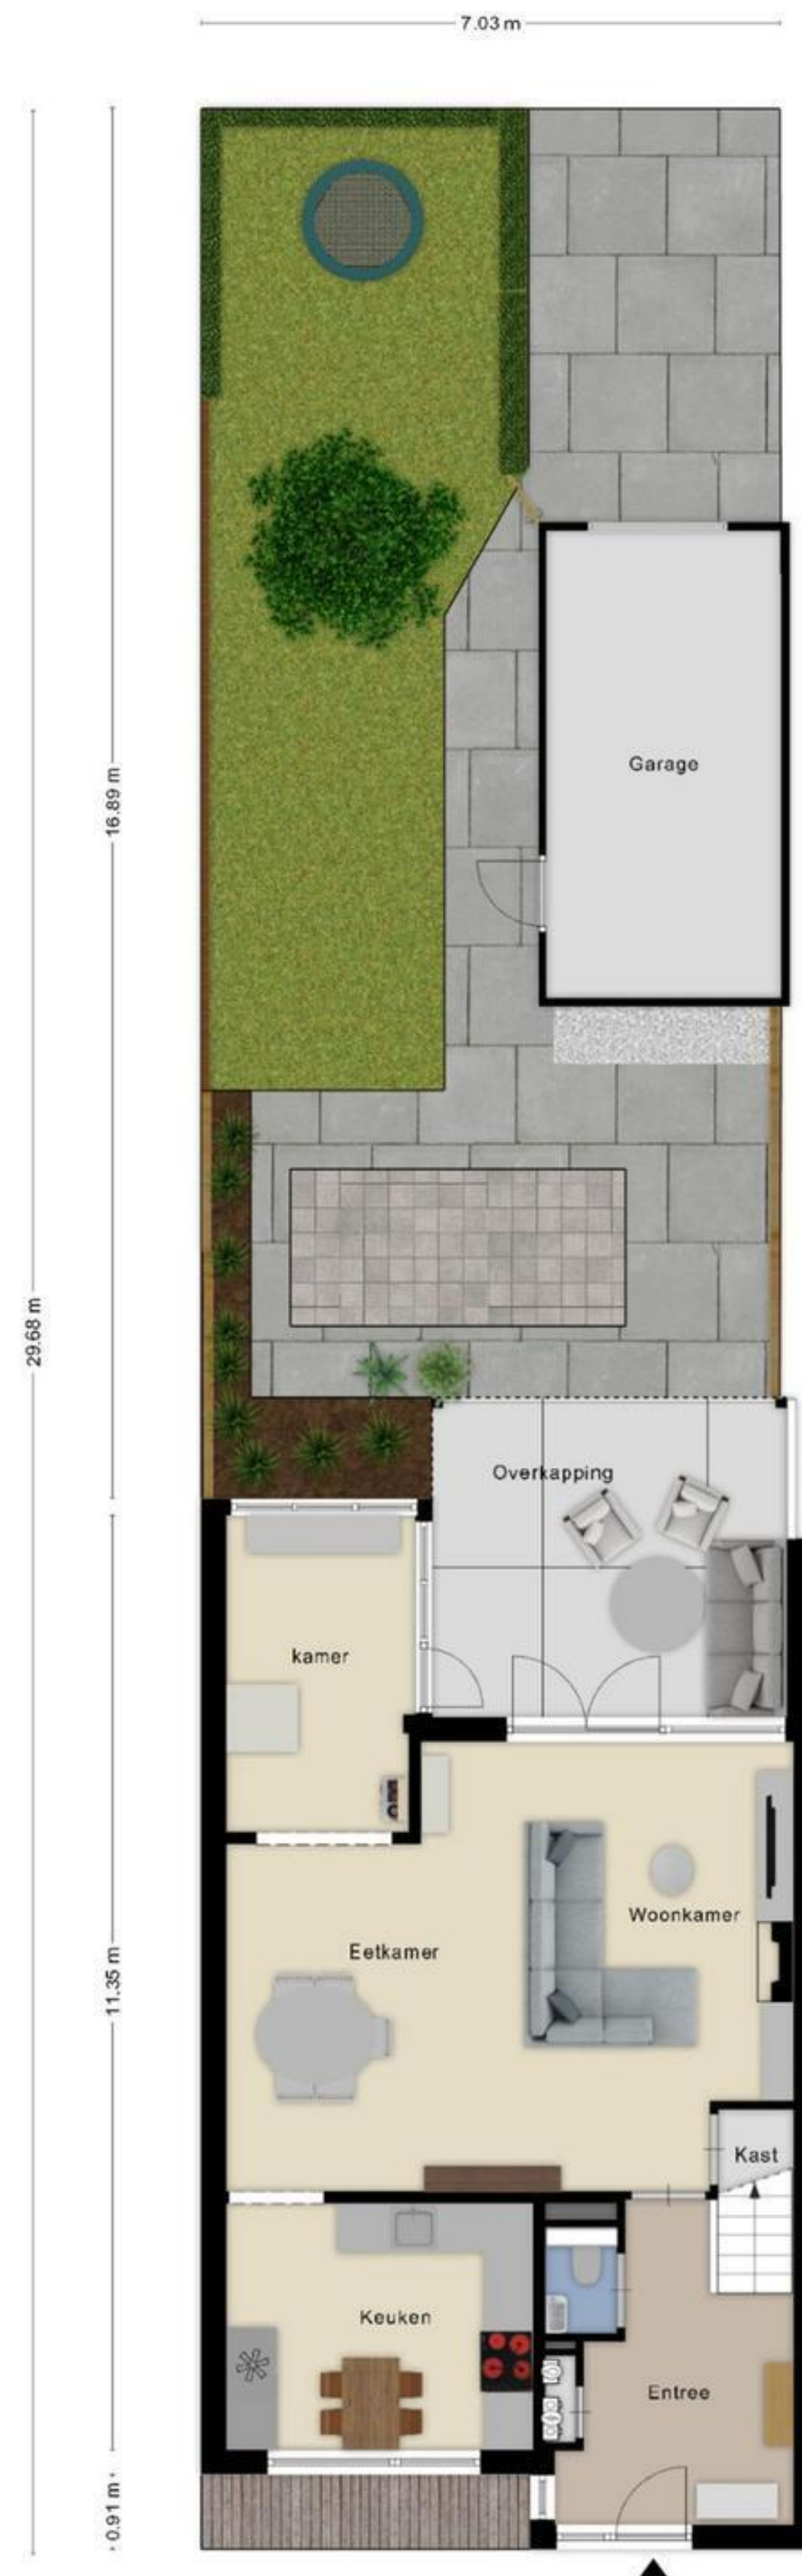 7.03 m
Garage
16.89 m
29.68 m
Overkapping
kamer
Woonkamer
Eetkamer
11.35 m
Kast
Keuken
Entree
0.91 m